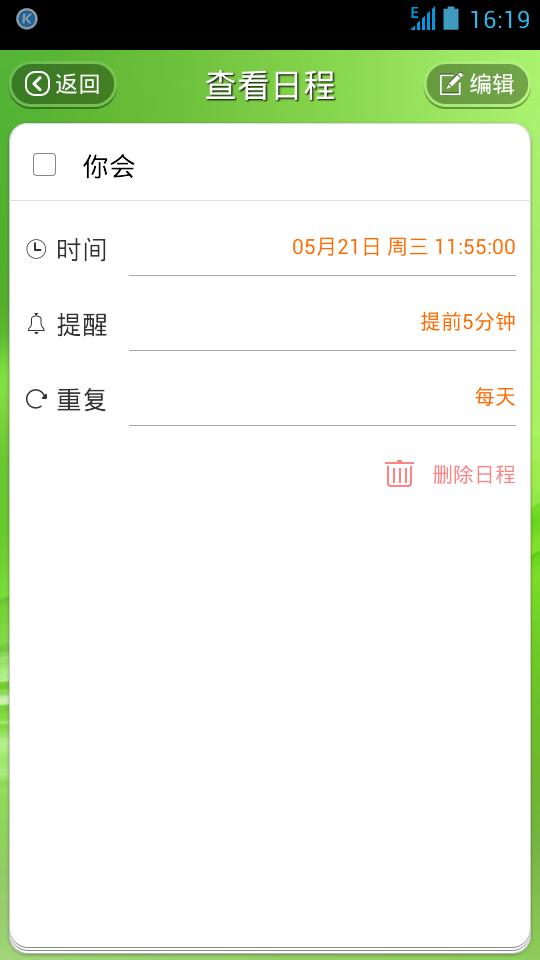 E 16:19
返回 查看日程 编辑
你会
时间 05月21日 周三 11:55:00
提醒 提前5分钟
重复 每天
删除日程